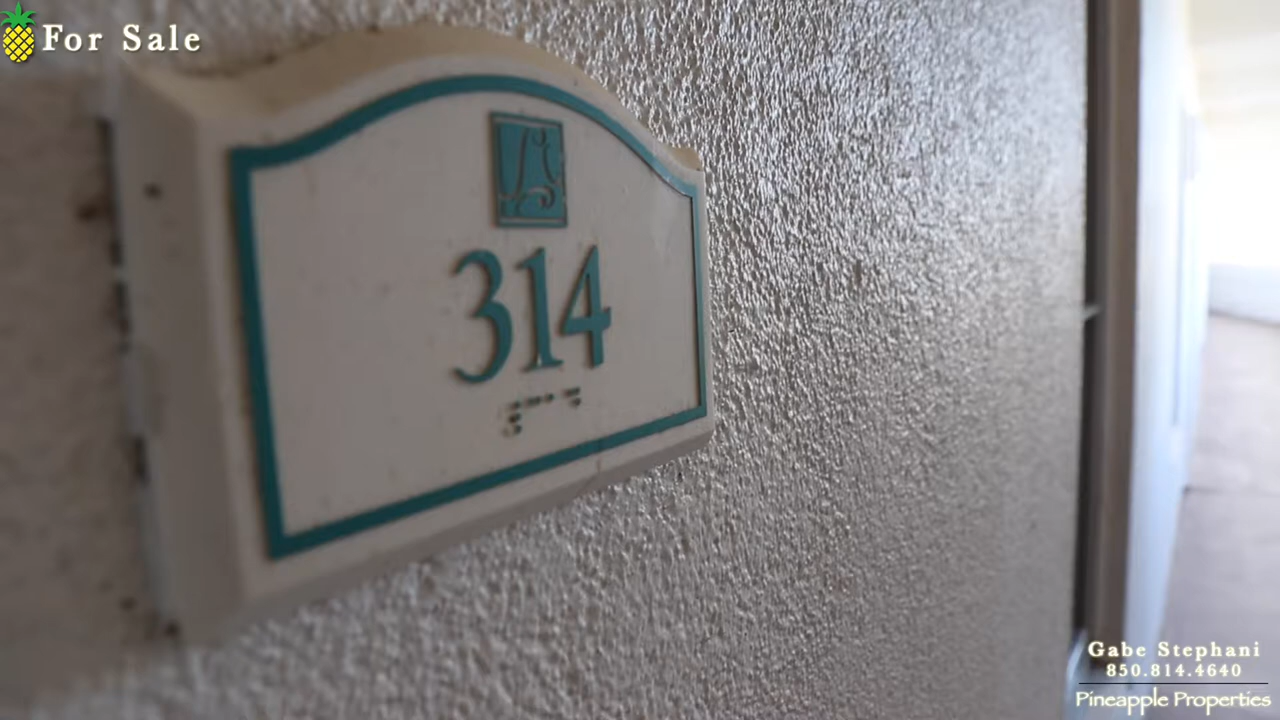 For Sale
314
Gabe Stephani
850.814.4640
Pineapple Properties